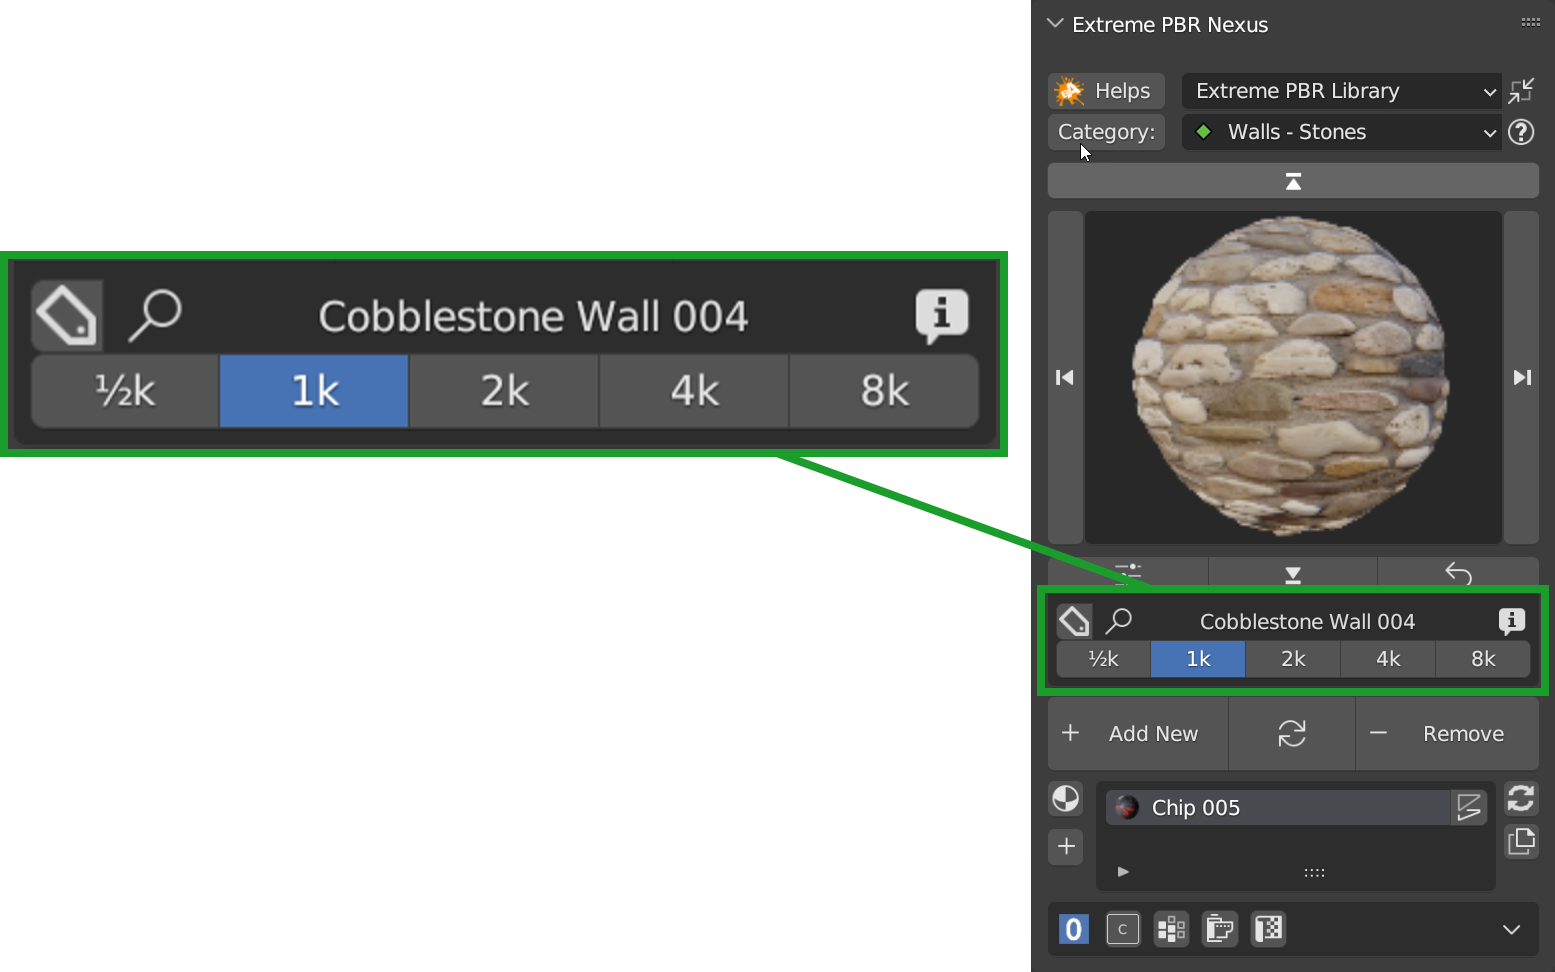 Extreme PBR Nexus
Helps
Extreme PBR Library
Category:
Walls - Stones
Cobblestone Wall 004
½k 1k 2k 4k 8k
Cobblestone Wall 004
½k 1k 2k 4k 8k
+ Add New
− Remove
Chip 005
0 C